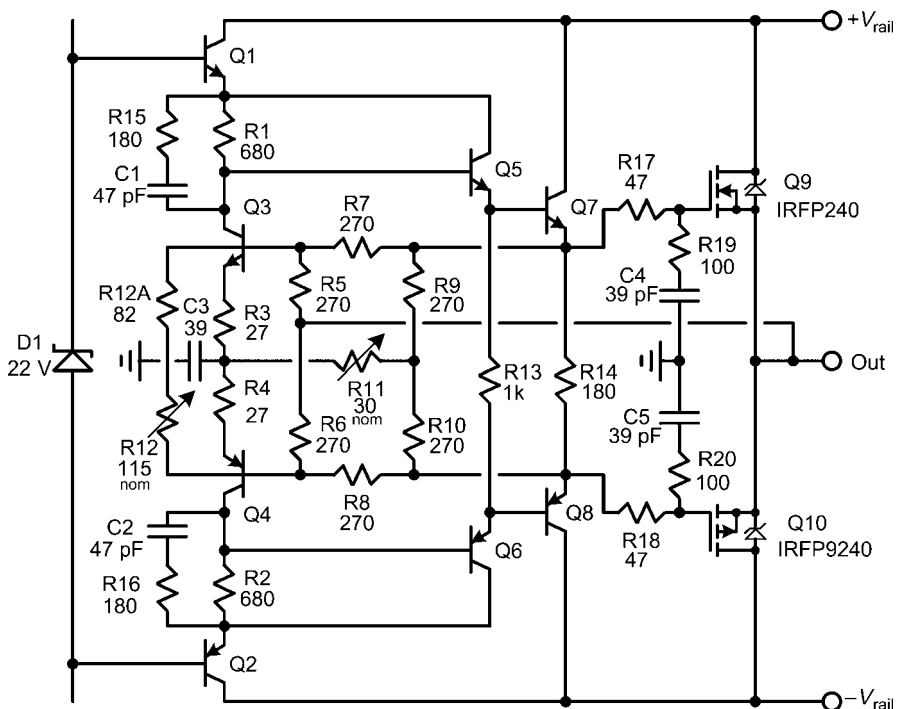 +Vrail
Q1
R15
180
R1
680
C1
47 pF
Q5
R17
47
Q7
Q9
IRFP240
Q3
R7
270
R19
100
R12A
82
C3
39
R3
27
R5
270
R9
270
C4
39 pF
D1
22 V
R11
30
nom
R13
1k
R14
180
Out
R4
27
R12
115
nom
R6
270
R10
270
C5
39 pF
R20
100
Q4
R8
270
C2
47 pF
Q6
Q8
R18
47
Q10
IRFP9240
R16
180
R2
680
Q2
−Vrail